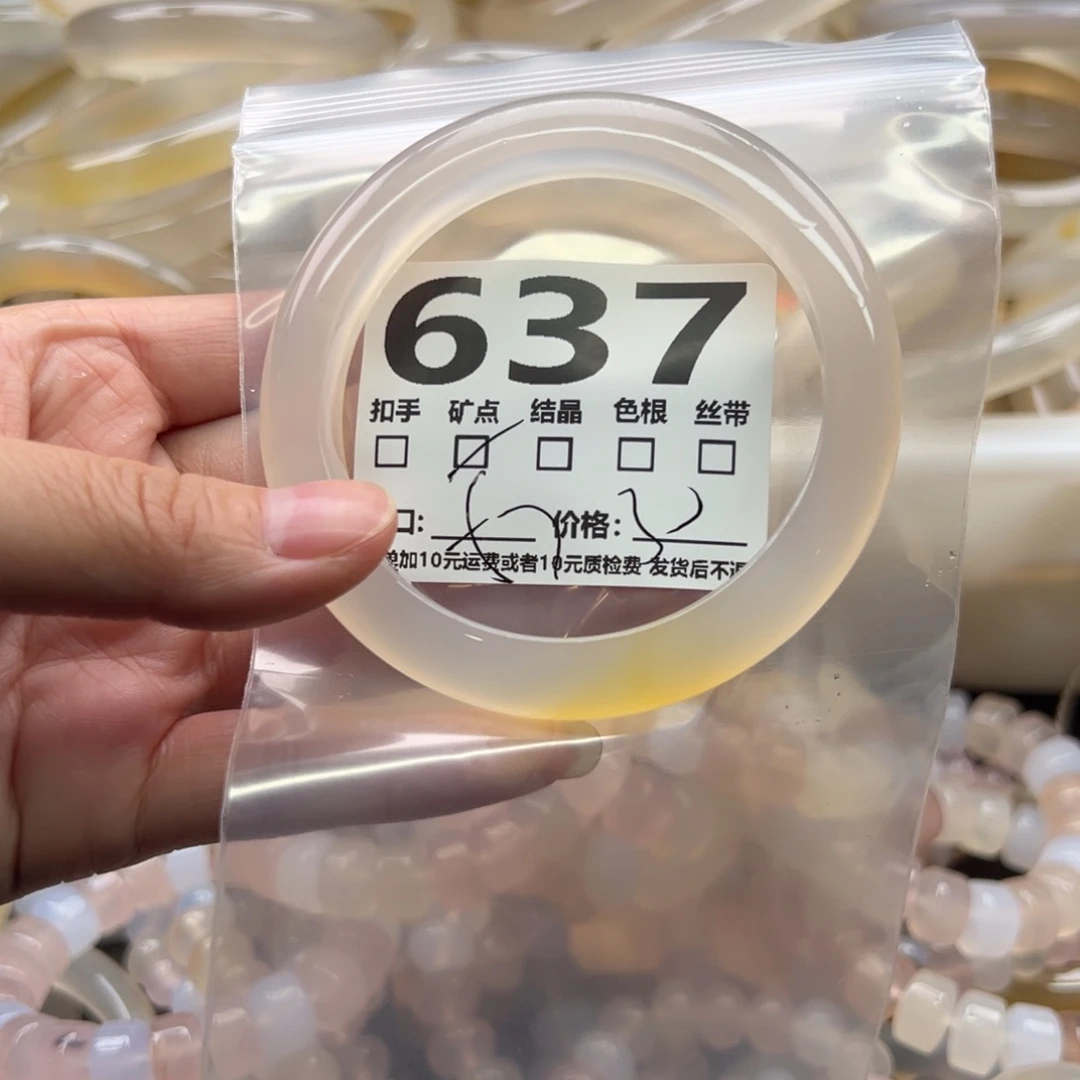 637
扣手 矿点 结晶 色根 丝带
口: 价格:
加10元运费或者10元质检费 发货后不退